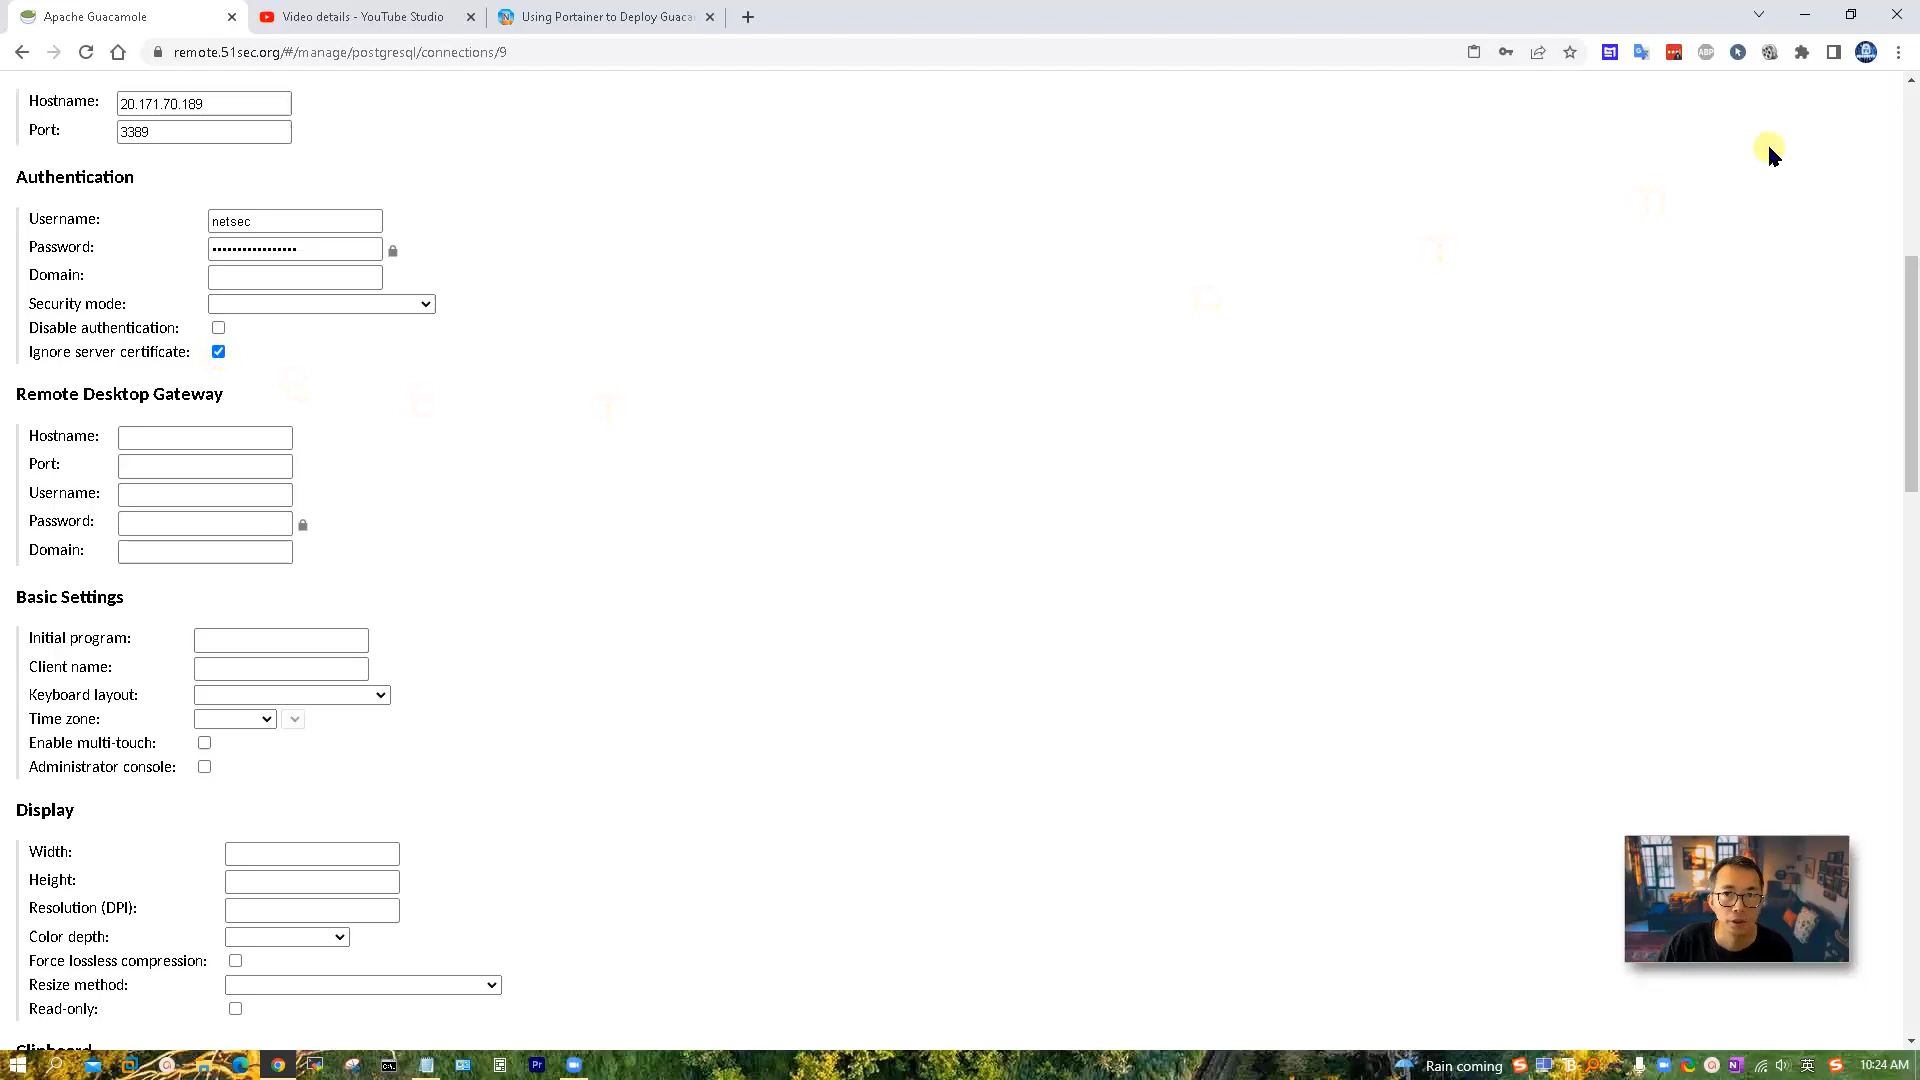 Apache Guacamole
Video details - YouTube Studio
Using Portainer to Deploy Guaca
remote.51sec.org/#/manage/postgresql/connections/9
ABP
Hostname: 20.171.70.189
Port: 3389
Authentication
Username: netsec
Password: •••••••••••••••••
Domain:
Security mode:
Disable authentication:
Ignore server certificate:
Remote Desktop Gateway
Hostname:
Port:
Username:
Password:
Domain:
Basic Settings
Initial program:
Client name:
Keyboard layout:
Time zone:
Enable multi-touch:
Administrator console:
Display
Width:
Height:
Resolution (DPI):
Color depth:
Force lossless compression:
Resize method:
Read-only:
Clipboard
Pr
Rain coming
英
10:24 AM